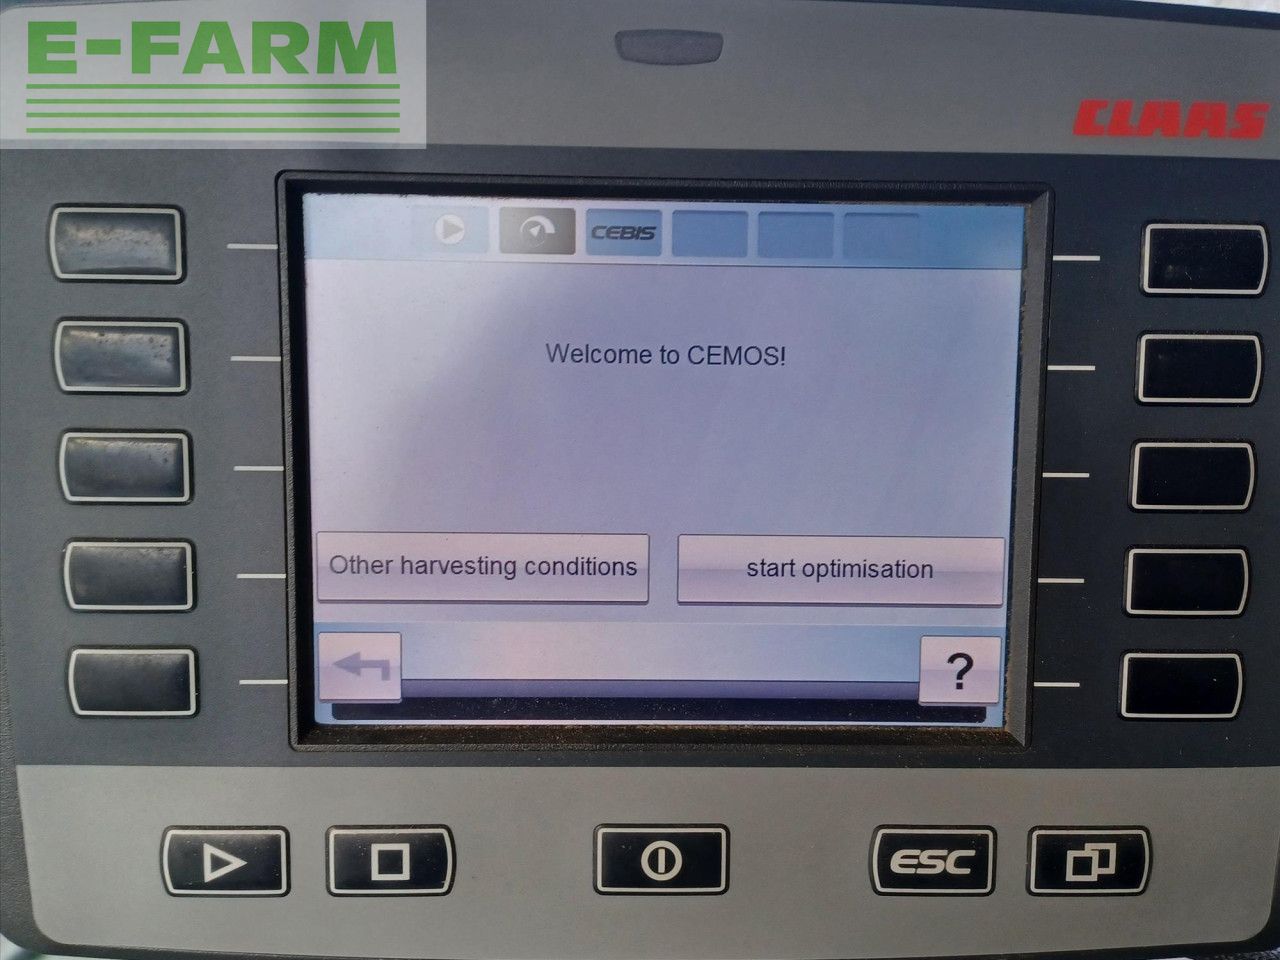 E-FARM
CLAAS
CEBIS
Welcome to CEMOS!
Other harvesting conditions
start optimisation
?
ESC